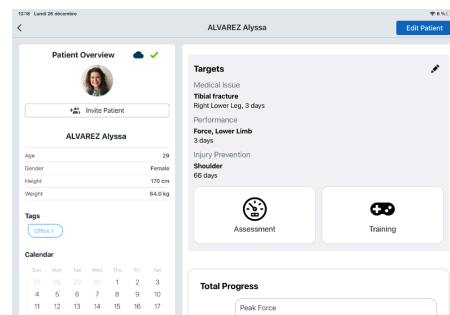 10:18 Lundi 26 décembre
6 %
ALVAREZ Alyssa
Edit Patient
Patient Overview
Invite Patient
ALVAREZ Alyssa
Age 29
Gender Female
Height 170 cm
Weight 64.0 kg
Tags
Office 1
Calendar
Sun Mon Tue Wed Thu Fri Sat
27 28 29 30 1 2 3
4 5 6 7 8 9 10
11 12 13 14 15 16 17
Targets
Medical Issue
Tibial fracture
Right Lower Leg, 3 days
Performance
Force, Lower Limb
3 days
Injury Prevention
Shoulder
66 days
Assessment
Training
Total Progress
Peak Force